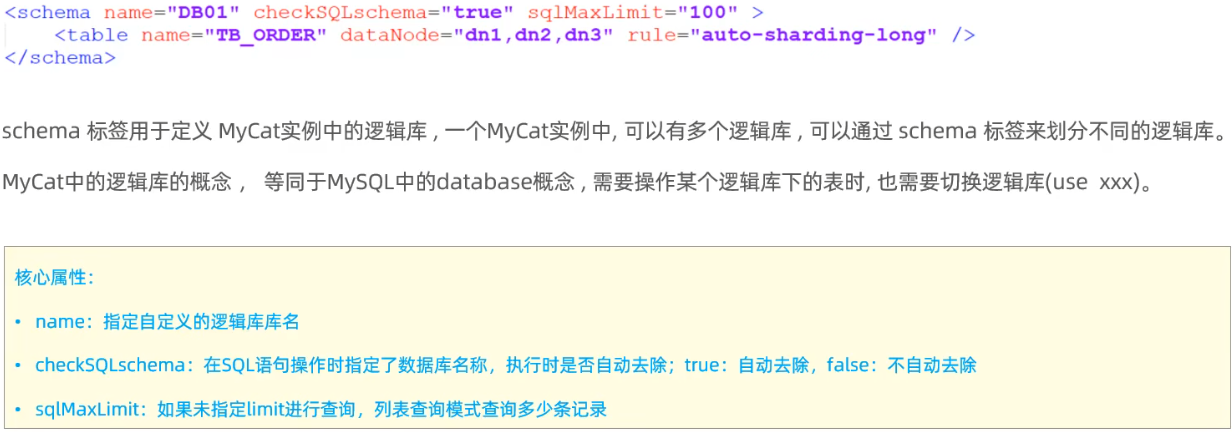 <schema name="DB01" checkSQLschema="true" sqlMaxLimit="100" >
<table name="TB_ORDER" dataNode="dn1,dn2,dn3" rule="auto-sharding-long" />
</schema>
schema 标签用于定义 MyCat实例中的逻辑库 , 一个MyCat实例中, 可以有多个逻辑库 , 可以通过 schema 标签来划分不同的逻辑库。
MyCat中的逻辑库的概念 ， 等同于MySQL中的database概念 , 需要操作某个逻辑库下的表时, 也需要切换逻辑库(use xxx)。
核心属性：
• name：指定自定义的逻辑库库名
• checkSQLschema：在SQL语句操作时指定了数据库名称，执行时是否自动去除；true：自动去除，false：不自动去除
• sqlMaxLimit：如果未指定limit进行查询，列表查询模式查询多少条记录